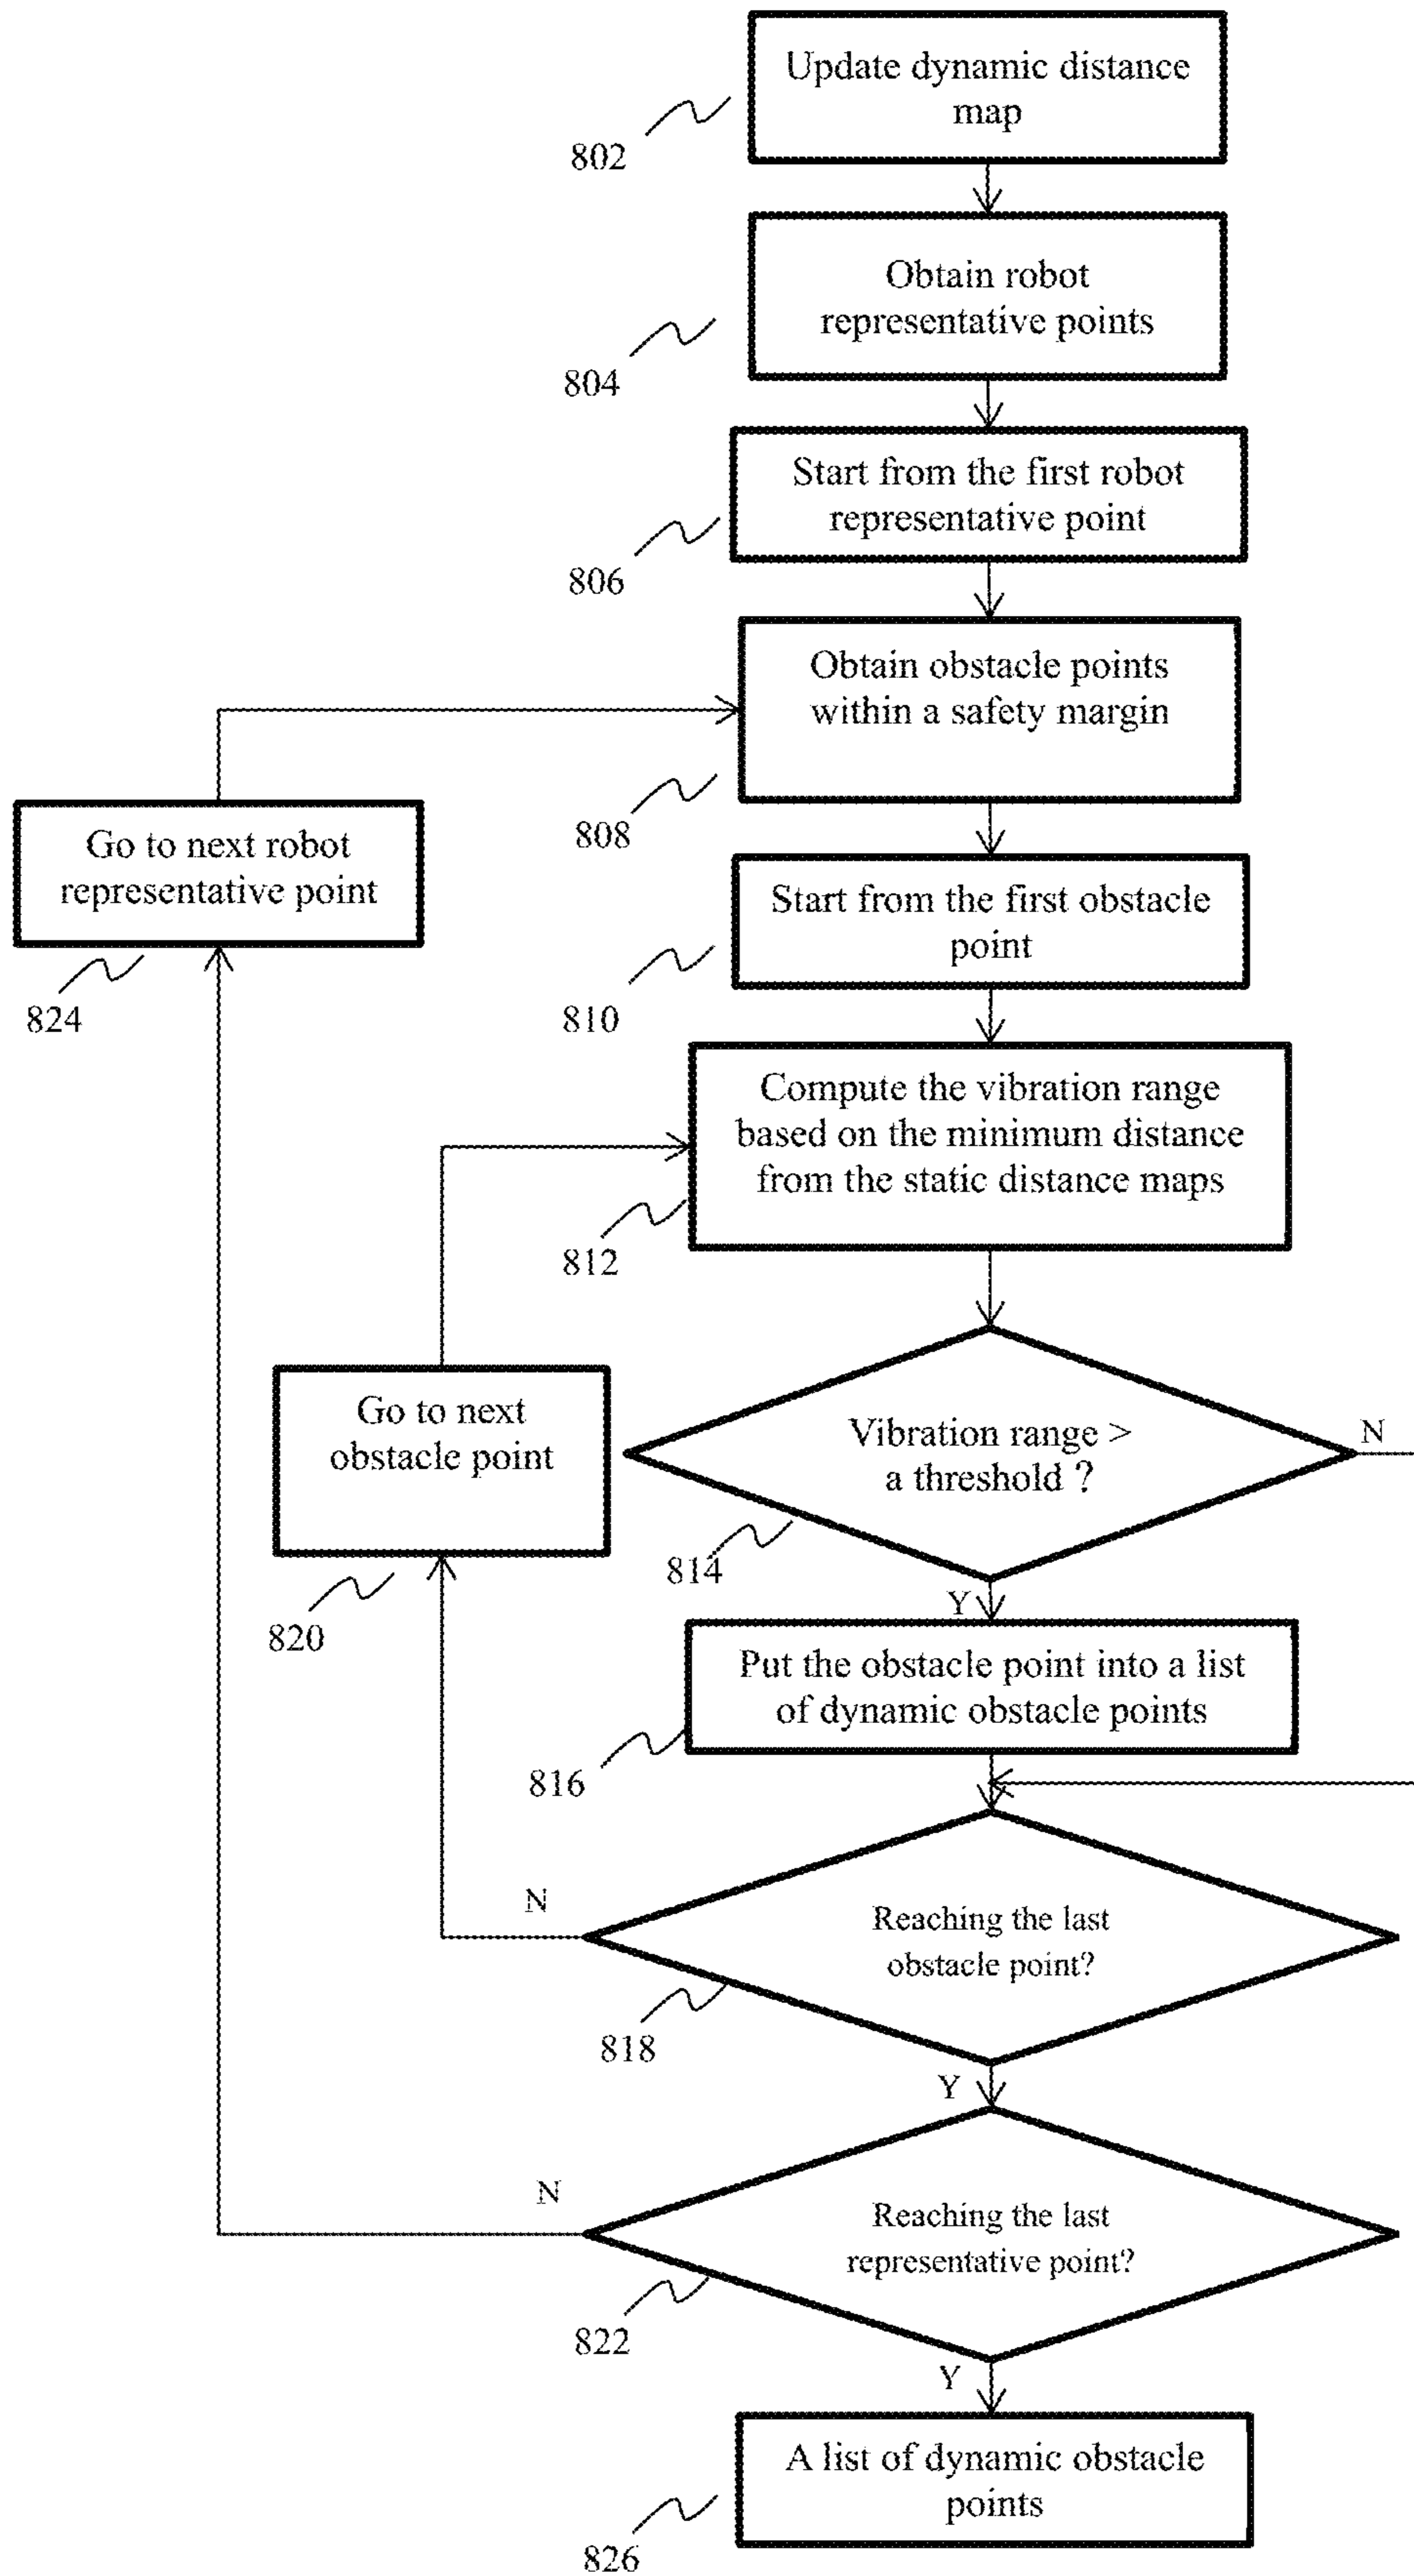 Update dynamic distance
map
802
Obtain robot
representative points
804
Start from the first robot
representative point
806
Obtain obstacle points
within a safety margin
808
Go to next robot
representative point
824
Start from the first obstacle
point
810
Compute the vibration range
based on the minimum distance
from the static distance maps
812
Go to next
obstacle point
820
Vibration range >
a threshold ?
N
814
Y
Put the obstacle point into a list
of dynamic obstacle points
816
N
Reaching the last
obstacle point?
818
Y
N
Reaching the last
representative point?
822
Y
A list of dynamic obstacle
points
826